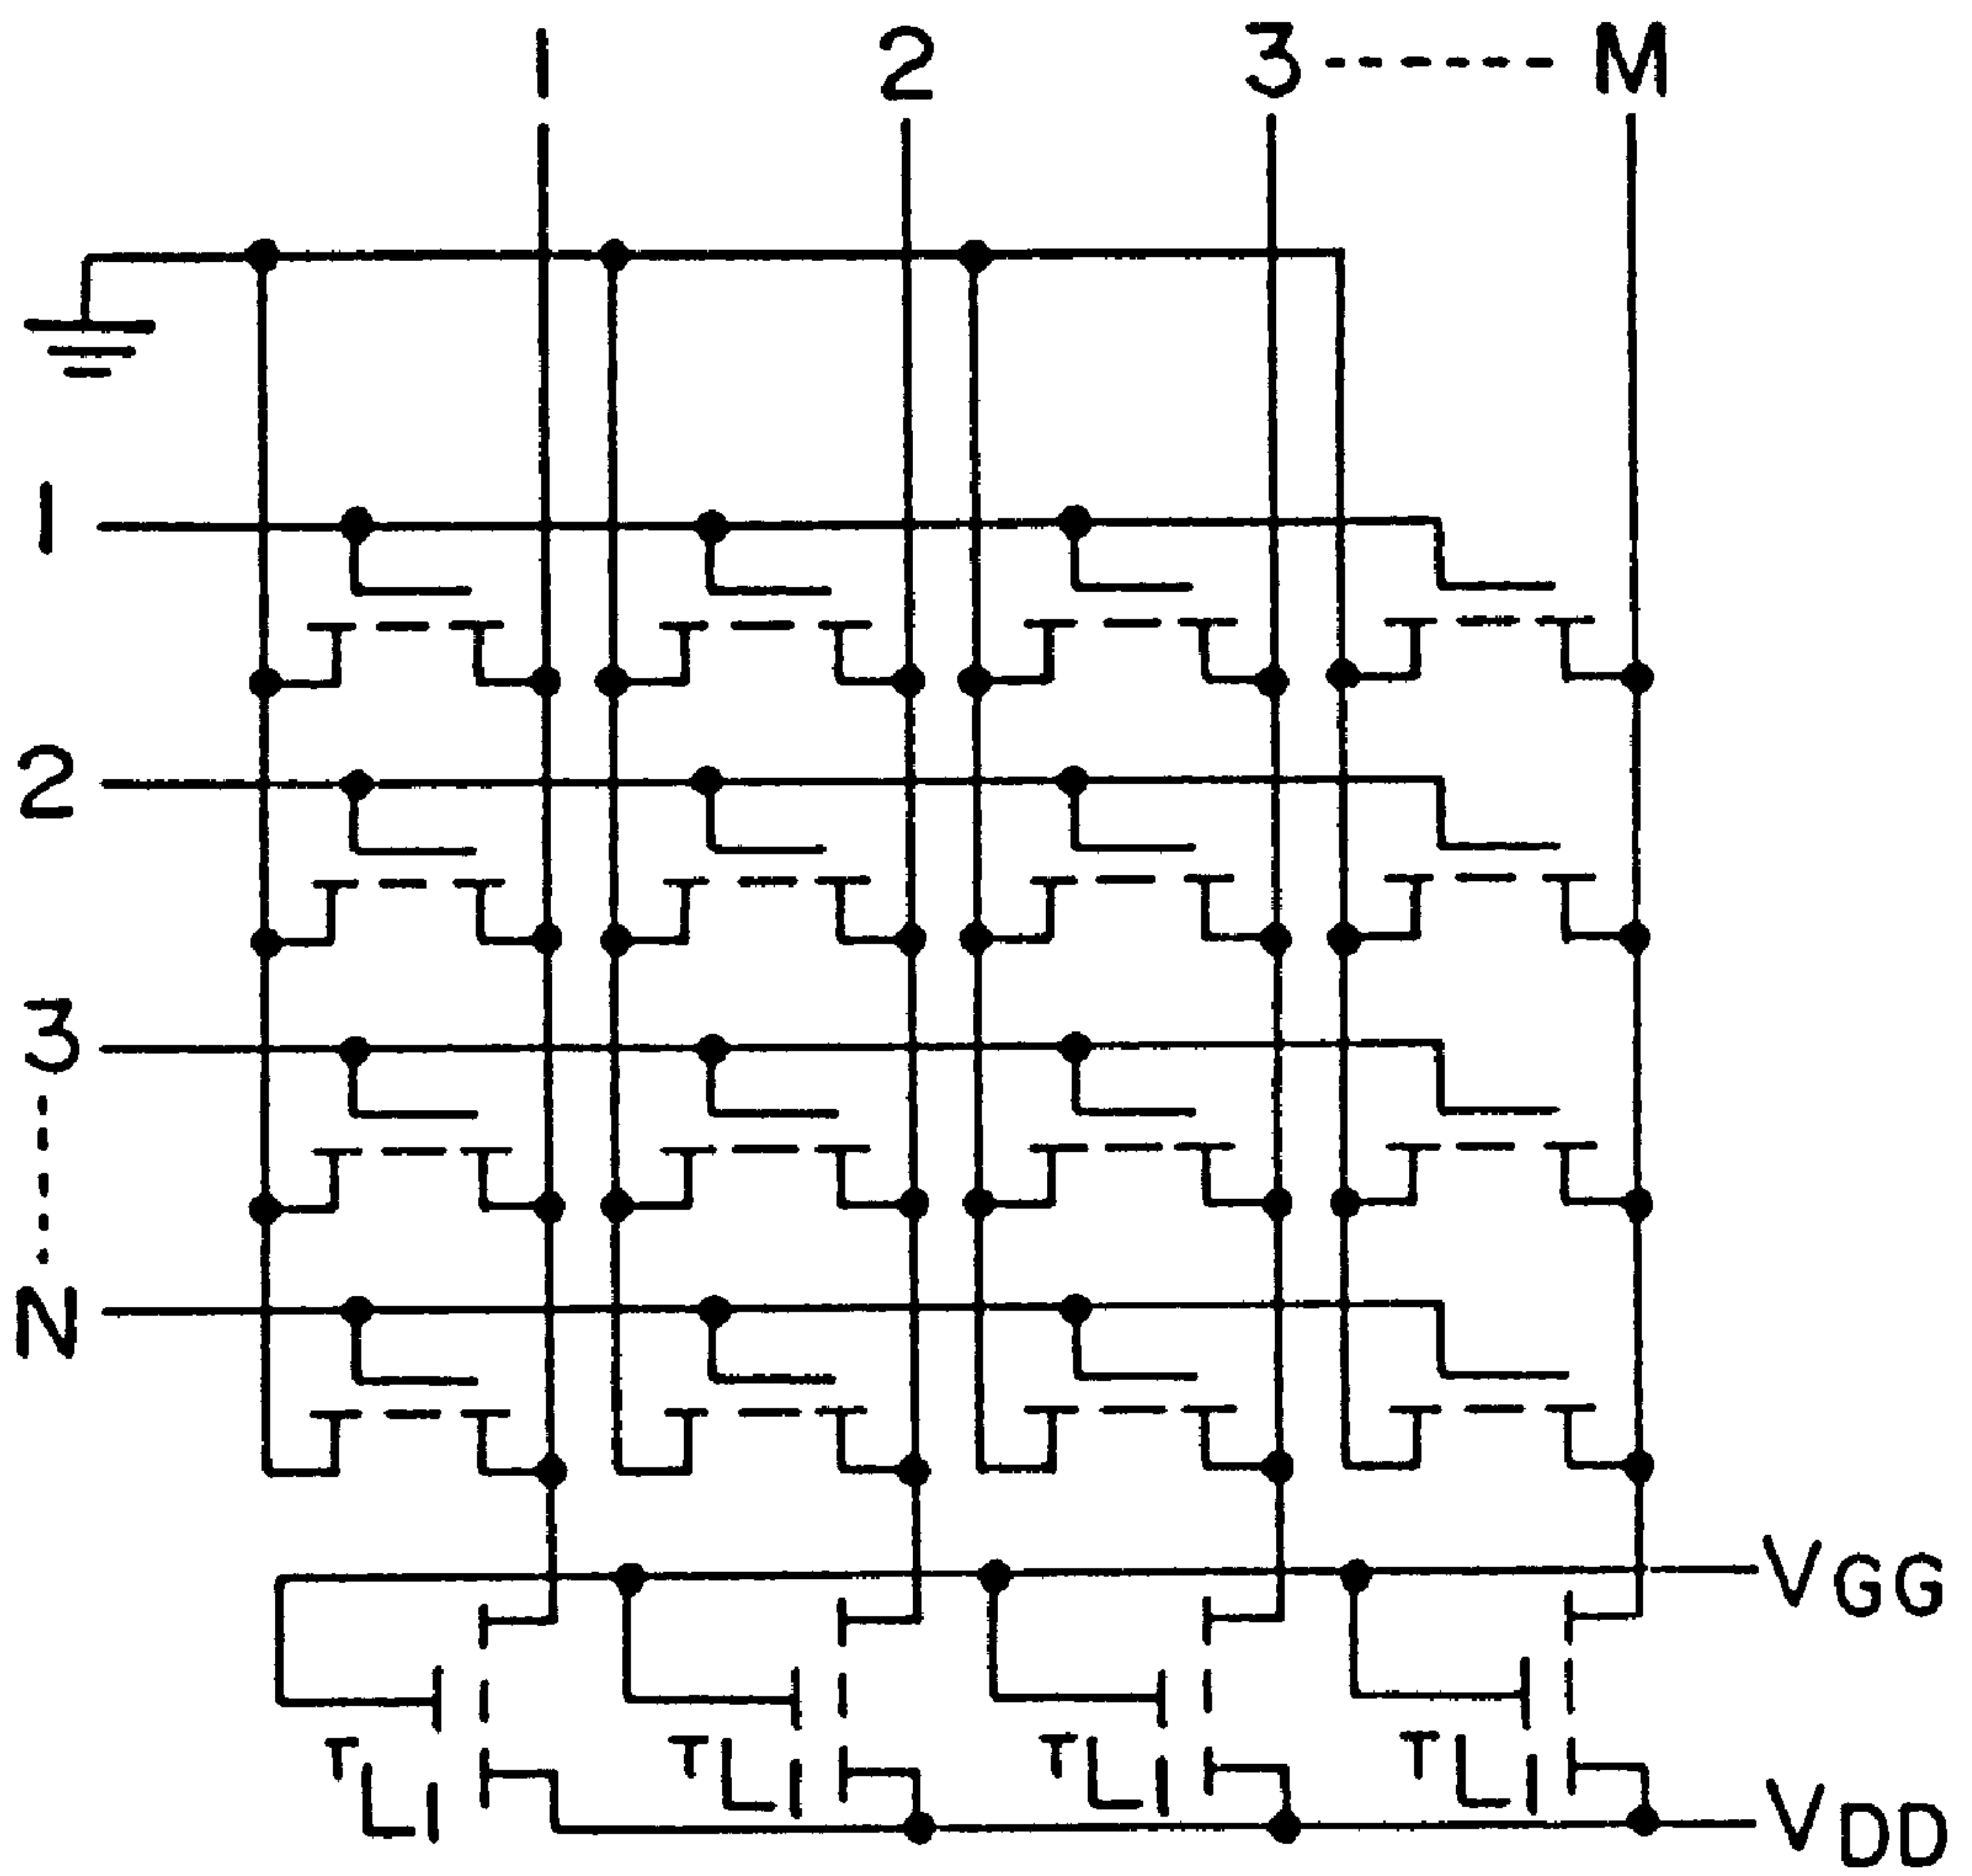 1 2 3 ------ M
1
2
3
N
VGG
TL1 TL1 TL1 TL1
VDD